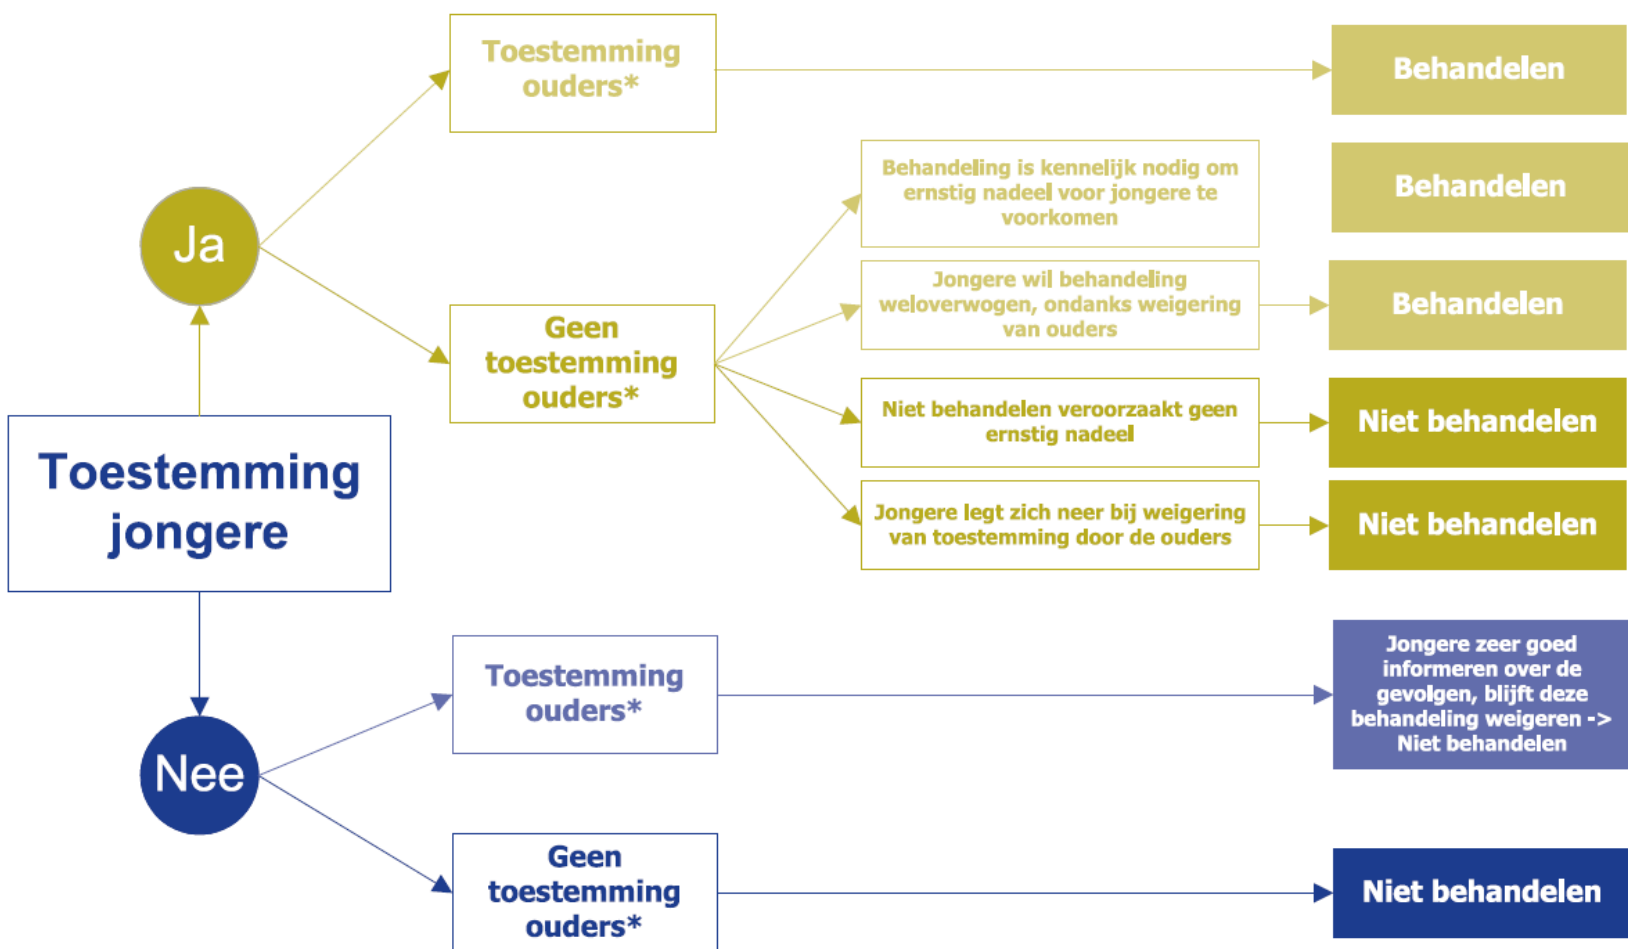 Toestemming
ouders*
Behandelen
Behandeling is kennelijk nodig om
ernstig nadeel voor jongere te
voorkomen
Behandelen
Ja
Jongere wil behandeling
weloverwogen, ondanks weigering
van ouders
Behandelen
Geen
toestemming
ouders*
Niet behandelen veroorzaakt geen
ernstig nadeel
Niet behandelen
Toestemming
jongere
Jongere legt zich neer bij weigering
van toestemming door de ouders
Niet behandelen
Toestemming
ouders*
Jongere zeer goed
informeren over de
gevolgen, blijft deze
behandeling weigeren ->
Niet behandelen
Nee
Geen
toestemming
ouders*
Niet behandelen